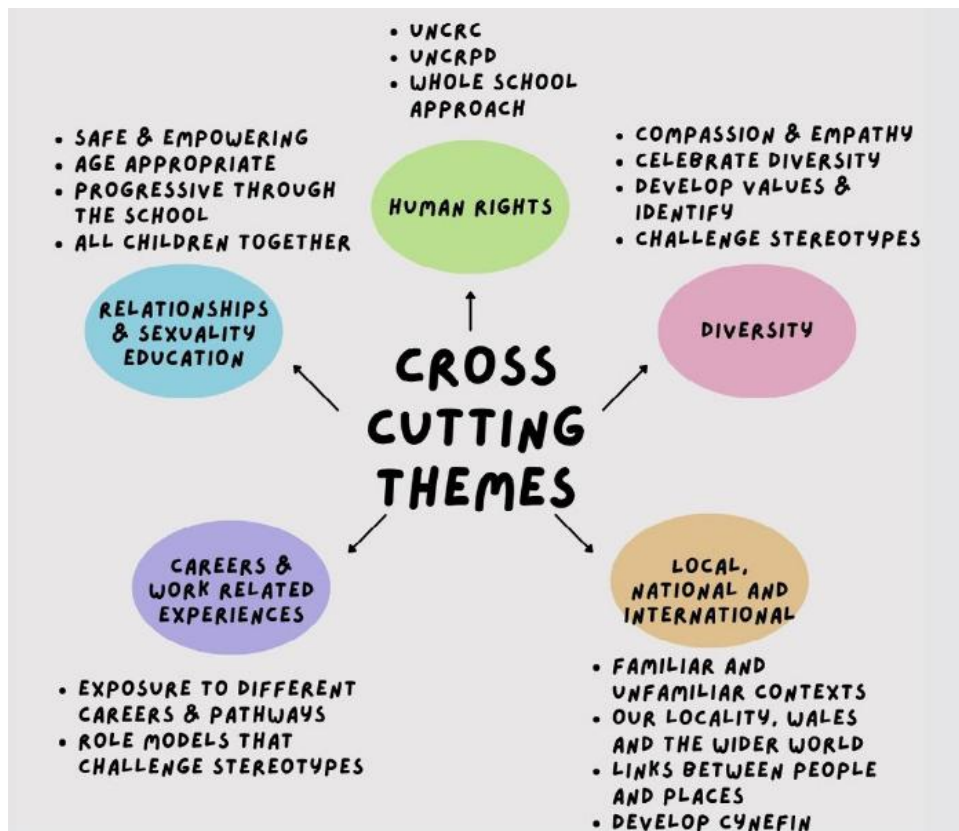 • UNCRC
• UNCRPD
• WHOLE SCHOOL
APPROACH
HUMAN RIGHTS
• SAFE & EMPOWERING
• AGE APPROPRIATE
• PROGRESSIVE THROUGH
THE SCHOOL
• ALL CHILDREN TOGETHER
RELATIONSHIPS
& SEXUALITY
EDUCATION
• COMPASSION & EMPATHY
• CELEBRATE DIVERSITY
• DEVELOP VALUES &
IDENTIFY
• CHALLENGE STEREOTYPES
DIVERSITY
CROSS
CUTTING
THEMES
CAREERS &
WORK RELATED
EXPERIENCES
• EXPOSURE TO DIFFERENT
CAREERS & PATHWAYS
• ROLE MODELS THAT
CHALLENGE STEREOTYPES
LOCAL,
NATIONAL AND
INTERNATIONAL
• FAMILIAR AND
UNFAMILIAR CONTEXTS
• OUR LOCALITY, WALES
AND THE WIDER WORLD
• LINKS BETWEEN PEOPLE
AND PLACES
• DEVELOP CYNEFIN